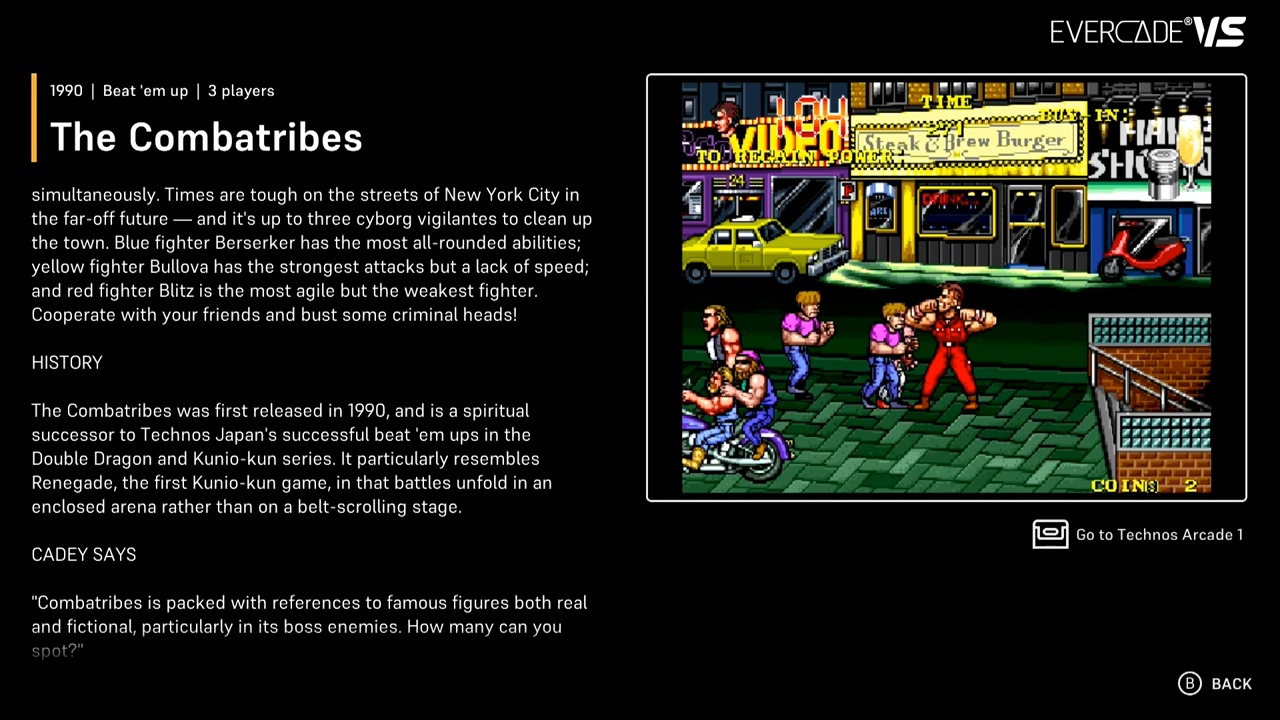 EVERCADE® VS
1990 | Beat 'em up | 3 players
The Combatribes
simultaneously. Times are tough on the streets of New York City in
the far-off future — and it's up to three cyborg vigilantes to clean up
the town. Blue fighter Berserker has the most all-rounded abilities;
yellow fighter Bullova has the strongest attacks but a lack of speed;
and red fighter Blitz is the most agile but the weakest fighter.
Cooperate with your friends and bust some criminal heads!
HISTORY
The Combatribes was first released in 1990, and is a spiritual
successor to Technos Japan's successful beat 'em ups in the
Double Dragon and Kunio-kun series. It particularly resembles
Renegade, the first Kunio-kun game, in that battles unfold in an
enclosed arena rather than on a belt-scrolling stage.
CADEY SAYS
"Combatribes is packed with references to famous figures both real
and fictional, particularly in its boss enemies. How many can you
spot?"
104
TIME
BUY-IN:
VIDEO
Steak & Brew Burger
TO REGAIN POWER
24
P
DRINK
COIN(S) 2
Go to Technos Arcade 1
B BACK